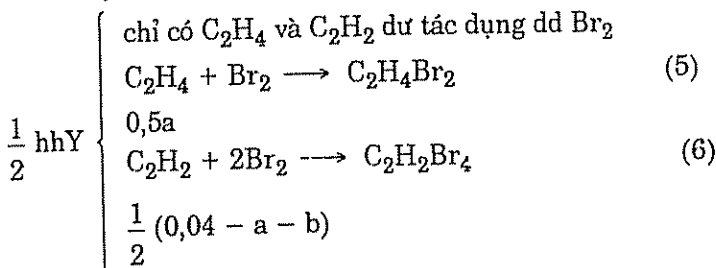 chỉ có C₂H₄ và C₂H₂ dư tác dụng dd Br₂
C₂H₄ + Br₂ ⟶ C₂H₄Br₂ (5)
0,5a
½ hhY
C₂H₂ + 2Br₂ ⟶ C₂H₂Br₄ (6)
½ (0,04 − a − b)